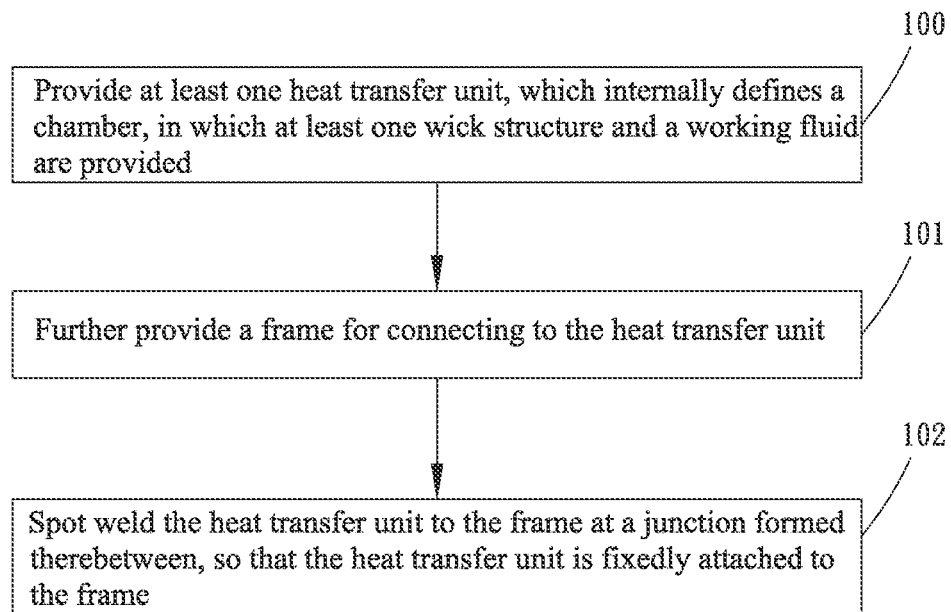 100
Provide at least one heat transfer unit, which internally defines a
chamber, in which at least one wick structure and a working fluid
are provided
101
Further provide a frame for connecting to the heat transfer unit
102
Spot weld the heat transfer unit to the frame at a junction formed
therebetween, so that the heat transfer unit is fixedly attached to
the frame